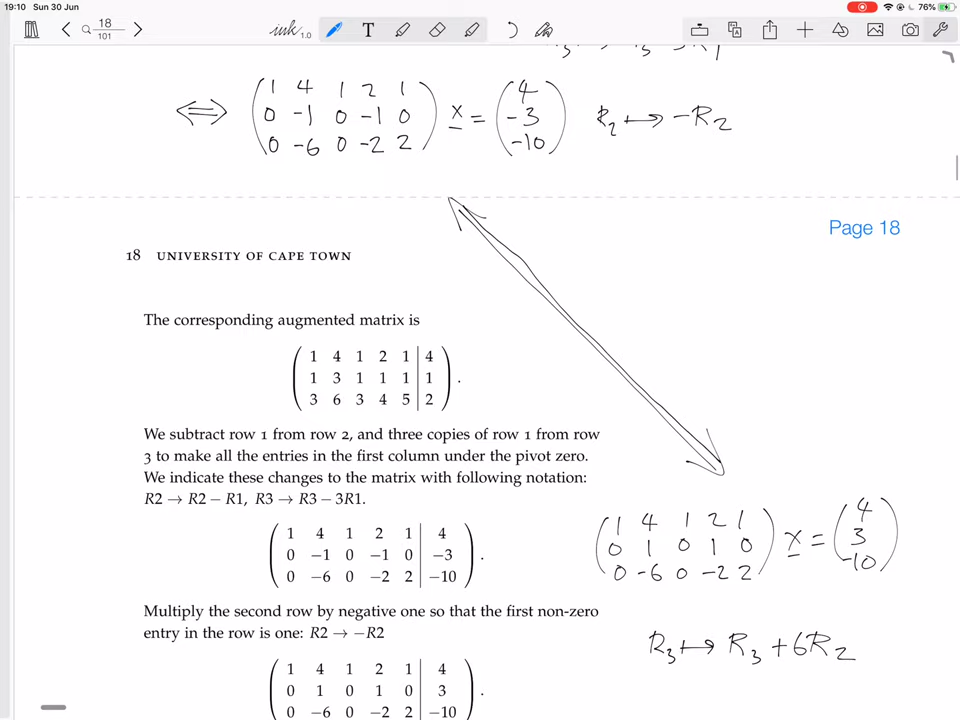 19:10 Sun 30 Jun 76%
18
101
ink 1.0 T
⟺ (1 4 1 2 1) x = (4)
(0 -1 0 -1 0) (-3) R2 ↦ -R2
(0 -6 0 -2 2) (-10)
Page 18
18 UNIVERSITY OF CAPE TOWN
The corresponding augmented matrix is
( 1 4 1 2 1 | 4 )
( 1 3 1 1 1 | 1 )
( 3 6 3 4 5 | 2 ) .
We subtract row 1 from row 2, and three copies of row 1 from row
3 to make all the entries in the first column under the pivot zero.
We indicate these changes to the matrix with following notation:
R2 → R2 − R1, R3 → R3 − 3R1.
( 1 4 1 2 1 | 4 )
( 0 −1 0 −1 0 | −3 )
( 0 −6 0 −2 2 | −10 ) .
(1 4 1 2 1) x = (4)
(0 1 0 1 0) (3)
(0 -6 0 -2 2) (-10)
Multiply the second row by negative one so that the first non-zero
entry in the row is one: R2 → −R2
R3 ↦ R3 + 6R2
( 1 4 1 2 1 | 4 )
( 0 1 0 1 0 | 3 )
( 0 −6 0 −2 2 | −10 ) .